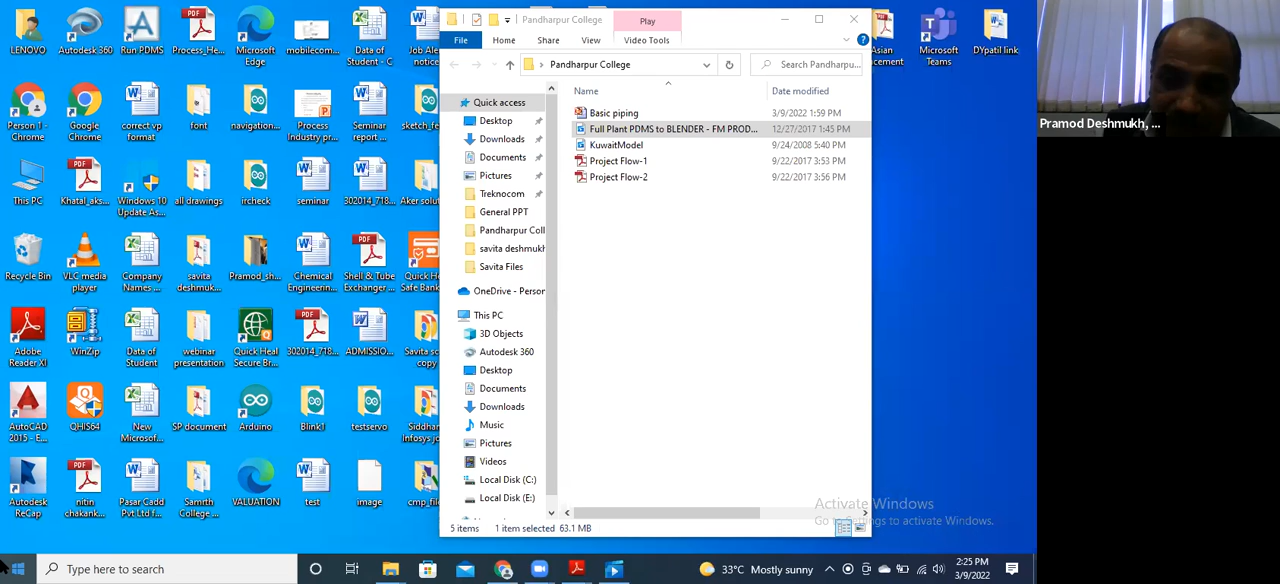 LENOVO
Autodesk 360
Run PDMS
Process_He...
Microsoft
Edge
mobilecom...
Data of
Student - C
Job Ale
notice
Person 1 -
Chrome
Google
Chrome
correct.vp
format
font
navigation...
Process
Industry pr...
Seminar
report ...
sketch_fe
This PC
Khatal_aks...
Windows 10
Update As...
all drawings
ircheck
seminar
302014_718...
Aker solut
Recycle Bin
VLC media
player
Company
Names ...
savita
deshmuk...
Pramod_sh...
Chemical
Engineering...
Shell & Tube
Exchanger ...
Quick He
Safe Bank
Adobe
Reader XI
WinZip
Data of
Student
webinar
presentation
Quick Heal
Secure Br...
302014_718...
ADMISSIO...
Savita sc
copy
AutoCAD
2015 - E...
QHIS64
New
Microsof...
SP document
Arduino
Blink1
testservo
Siddhar
Infosys jo
Autodesk
ReCap
nitin
chakank...
Pasar Cadd
Pvt Ltd f...
Samrth
College ...
VALUATION
test
image
cmp_fil
Pandharpur College
Play
File
Home
Share
View
Video Tools
Pandharpur College
Search Pandharpu...
Quick access
Desktop
Downloads
Documents
Pictures
Treknocom
General PPT
Pandharpur Coll
savita deshmukh
Savita Files
OneDrive - Person
This PC
3D Objects
Autodesk 360
Desktop
Documents
Downloads
Music
Pictures
Videos
Local Disk (C:)
Local Disk (E:)
Name
Date modified
Basic piping
3/9/2022 1:59 PM
Full Plant PDMS to BLENDER - FM PROD...
12/27/2017 1:45 PM
KuwaitModel
9/24/2008 5:40 PM
Project Flow-1
9/22/2017 3:53 PM
Project Flow-2
9/22/2017 3:56 PM
5 items
1 item selected 63.1 MB
Asian
Microsoft
Teams
DYpatil link
Pramod Deshmukh, ...
Activate Windows
Go to Settings to activate Windows.
Type here to search
33°C Mostly sunny
2:25 PM
3/9/2022